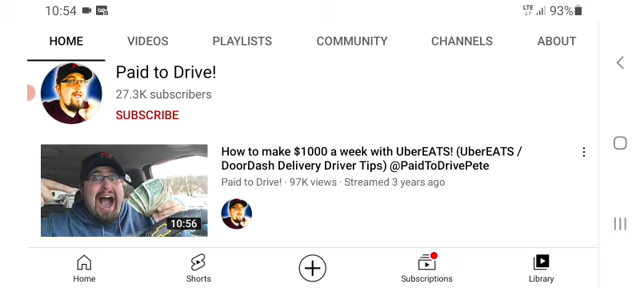 10:54
LTE 93%
HOME VIDEOS PLAYLISTS COMMUNITY CHANNELS ABOUT
Paid to Drive!
27.3K subscribers
SUBSCRIBE
How to make $1000 a week with UberEATS! (UberEATS /
DoorDash Delivery Driver Tips) @PaidToDrivePete
Paid to Drive! · 97K views · Streamed 3 years ago
10:56
Home Shorts Subscriptions Library